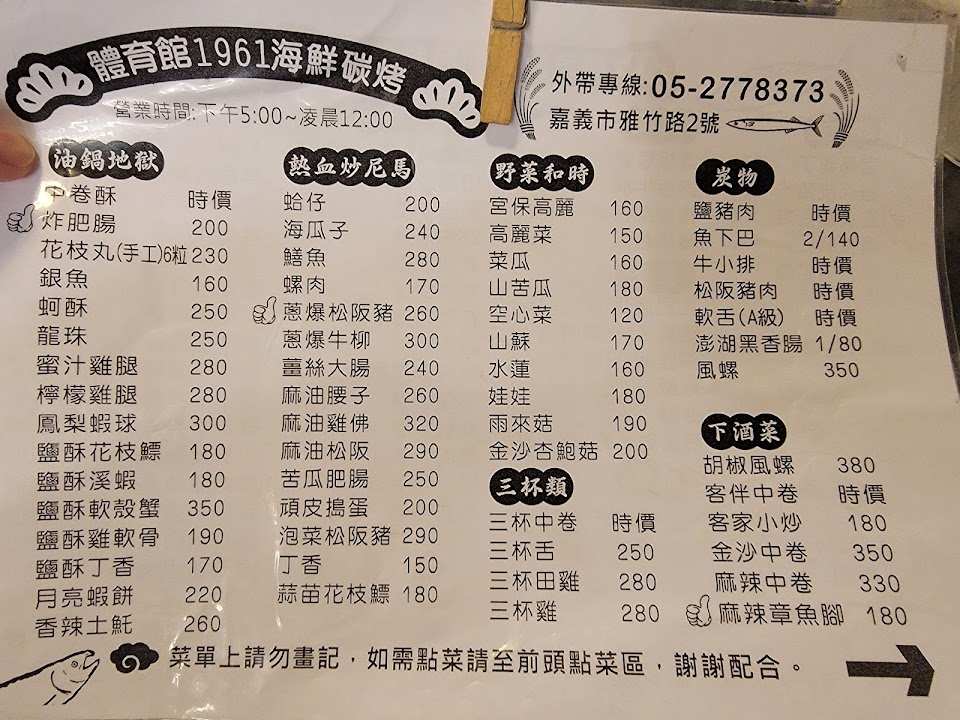 體育館1961海鮮碳烤
營業時間:下午5:00~凌晨12:00
外帶專線:05-2778373
嘉義市雅竹路2號
油鍋地獄
中卷酥 時價
炸肥腸 200
花枝丸(手工)6粒 230
銀魚 160
蚵酥 250
龍珠 250
蜜汁雞腿 280
檸檬雞腿 280
鳳梨蝦球 300
鹽酥花枝鰾 180
鹽酥溪蝦 180
鹽酥軟殼蟹 350
鹽酥雞軟骨 190
鹽酥丁香 170
月亮蝦餅 220
香辣土魠 260
熱血炒尼馬
蛤仔 200
海瓜子 240
鱔魚 280
螺肉 170
蔥爆松阪豬 260
蔥爆牛柳 300
薑絲大腸 240
麻油腰子 260
麻油雞佛 320
麻油松阪 290
苦瓜肥腸 250
頑皮搗蛋 200
泡菜松阪豬 290
丁香 150
蒜苗花枝鰾 180
野菜和時
宮保高麗 160
高麗菜 150
菜瓜 160
山苦瓜 180
空心菜 120
山蘇 170
水蓮 160
娃娃 180
雨來菇 190
金沙杏鮑菇 200
三杯類
三杯中卷 時價
三杯舌 250
三杯田雞 280
三杯雞 280
炭物
鹽豬肉 時價
魚下巴 2/140
牛小排 時價
松阪豬肉 時價
軟舌(A級) 時價
澎湖黑香腸 1/80
風螺 350
下酒菜
胡椒風螺 380
客伴中卷 時價
客家小炒 180
金沙中卷 350
麻辣中卷 330
麻辣章魚腳 180
菜單上請勿畫記，如需點菜請至前頭點菜區，謝謝配合。